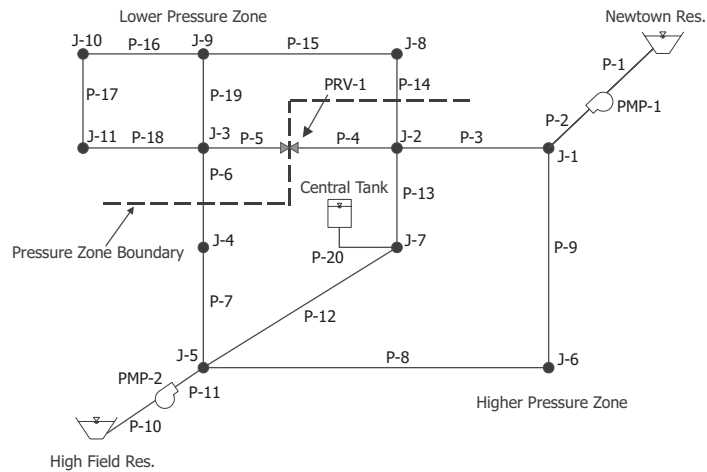 Lower Pressure Zone
Newtown Res.
J-10
P-16
J-9
P-15
J-8
P-1
P-17
P-19
PRV-1
P-14
P-2
PMP-1
J-11
P-18
J-3
P-5
P-4
J-2
P-3
J-1
P-6
Central Tank
P-13
Pressure Zone Boundary
J-4
P-20
J-7
P-9
P-7
P-12
J-5
P-8
J-6
PMP-2
P-11
Higher Pressure Zone
P-10
High Field Res.